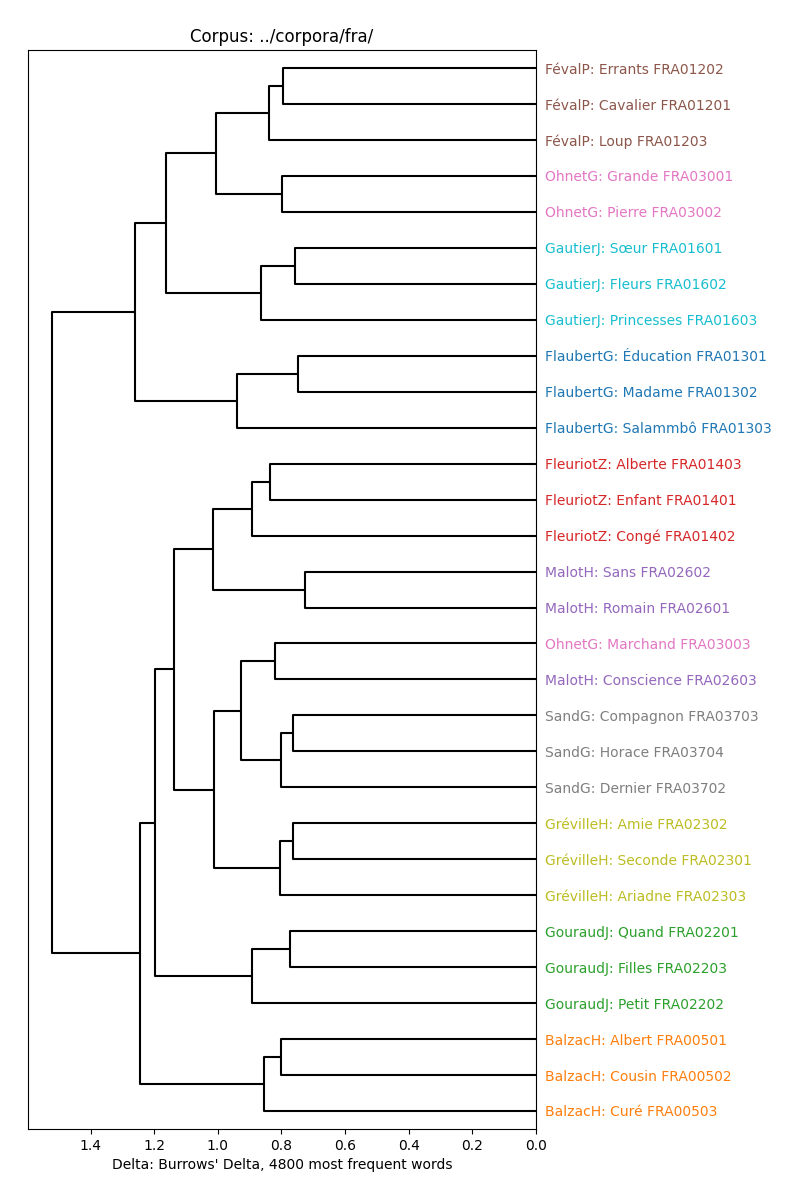 Corpus: ../corpora/fra/
FévalP: Errants FRA01202
FévalP: Cavalier FRA01201
FévalP: Loup FRA01203
OhnetG: Grande FRA03001
OhnetG: Pierre FRA03002
GautierJ: Sœur FRA01601
GautierJ: Fleurs FRA01602
GautierJ: Princesses FRA01603
FlaubertG: Éducation FRA01301
FlaubertG: Madame FRA01302
FlaubertG: Salammbô FRA01303
FleuriotZ: Alberte FRA01403
FleuriotZ: Enfant FRA01401
FleuriotZ: Congé FRA01402
MalotH: Sans FRA02602
MalotH: Romain FRA02601
OhnetG: Marchand FRA03003
MalotH: Conscience FRA02603
SandG: Compagnon FRA03703
SandG: Horace FRA03704
SandG: Dernier FRA03702
GrévilleH: Amie FRA02302
GrévilleH: Seconde FRA02301
GrévilleH: Ariadne FRA02303
GouraudJ: Quand FRA02201
GouraudJ: Filles FRA02203
GouraudJ: Petit FRA02202
BalzacH: Albert FRA00501
BalzacH: Cousin FRA00502
BalzacH: Curé FRA00503
1.4 1.2 1.0 0.8 0.6 0.4 0.2 0.0
Delta: Burrows' Delta, 4800 most frequent words